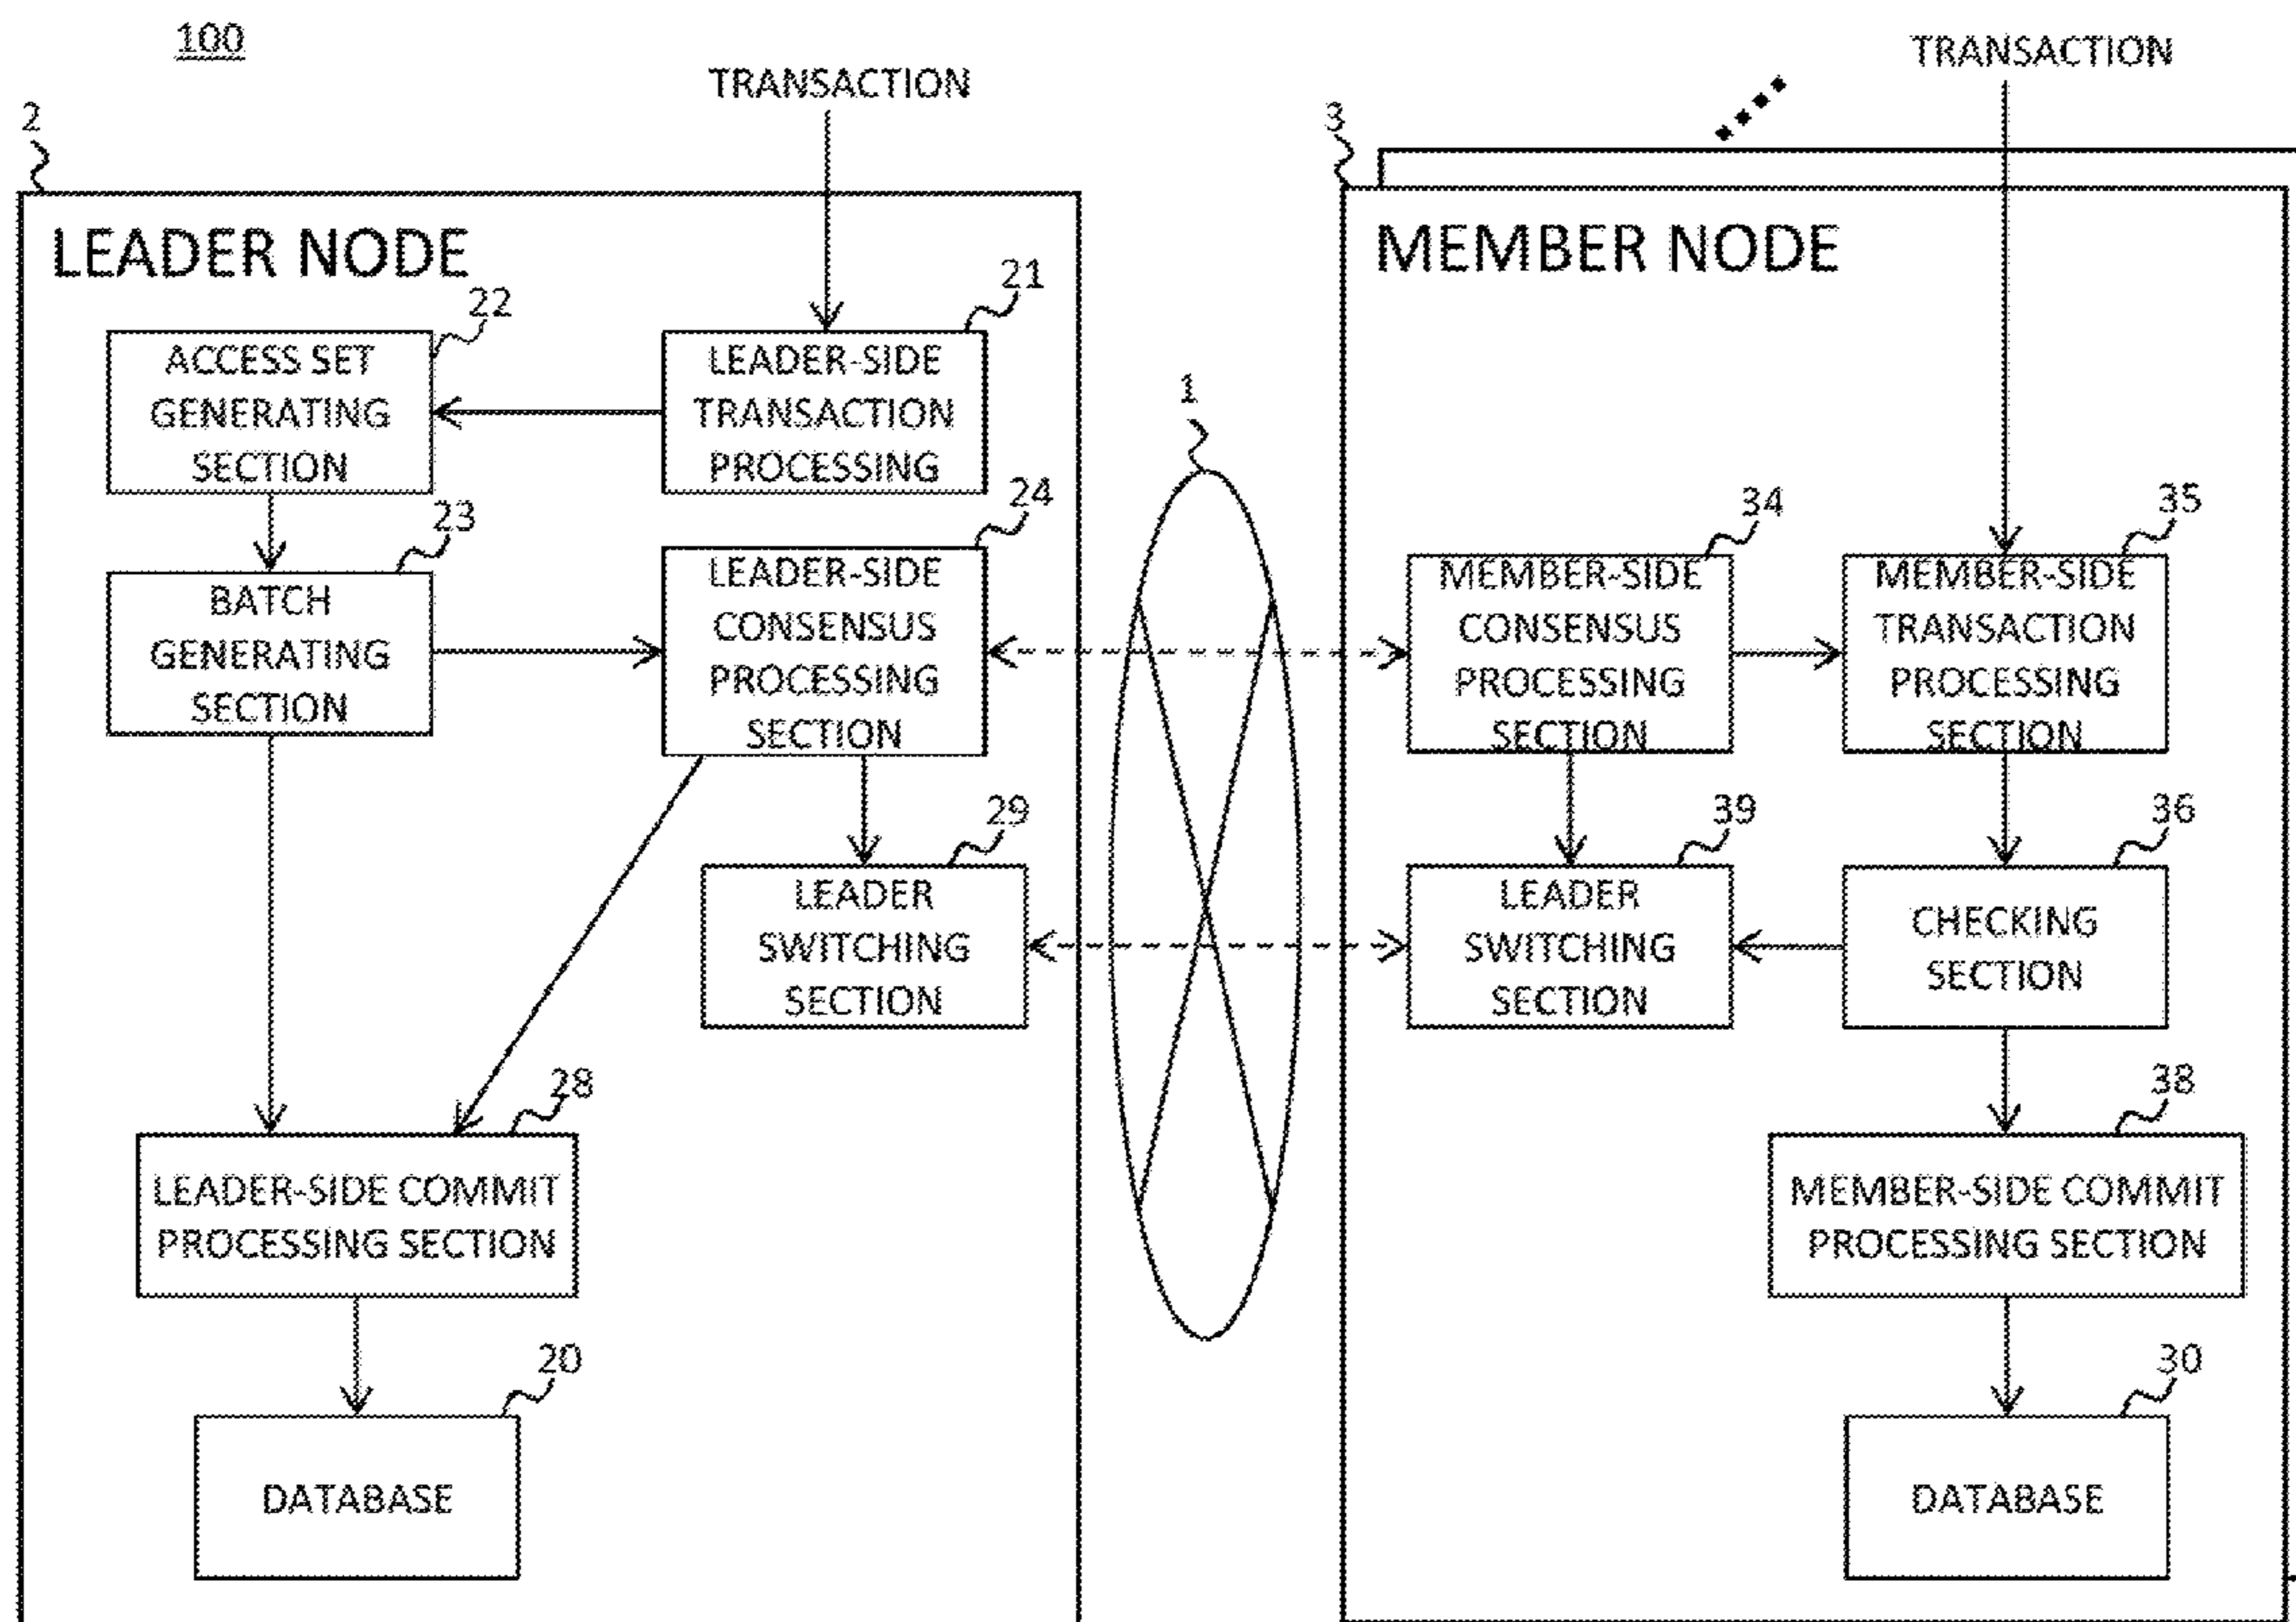 100
TRANSACTION
TRANSACTION
2
3
LEADER NODE
MEMBER NODE
22
21
ACCESS SET
GENERATING
SECTION
LEADER-SIDE
TRANSACTION
PROCESSING
1
23
24
34
35
BATCH
GENERATING
SECTION
LEADER-SIDE
CONSENSUS
PROCESSING
SECTION
MEMBER-SIDE
CONSENSUS
PROCESSING
SECTION
MEMBER-SIDE
TRANSACTION
PROCESSING
SECTION
29
39
36
LEADER
SWITCHING
SECTION
LEADER
SWITCHING
SECTION
CHECKING
SECTION
28
38
LEADER-SIDE COMMIT
PROCESSING SECTION
MEMBER-SIDE COMMIT
PROCESSING SECTION
20
30
DATABASE
DATABASE